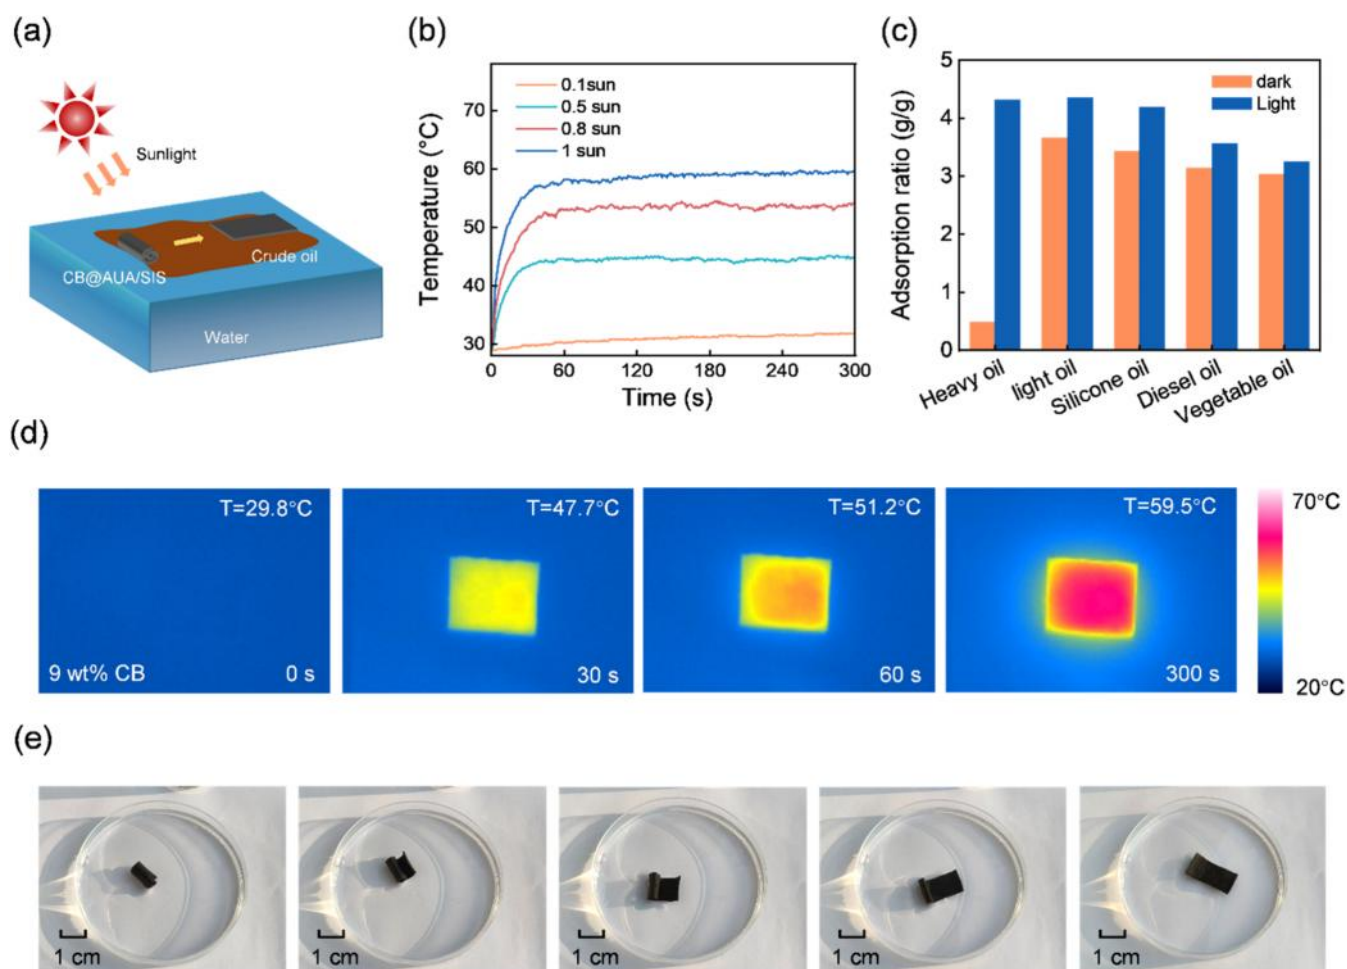 (a)
Sunlight
Crude oil
CB@AUA/SIS
Water
(b)
0.1sun
0.5 sun
0.8 sun
1 sun
Temperature (°C)
70
60
50
40
30
0 60 120 180 240 300
Time (s)
(c)
dark
Light
Adsorption ratio (g/g)
5
4
3
2
1
0
Heavy oil
light oil
Silicone oil
Diesel oil
Vegetable oil
(d)
T=29.8°C
9 wt% CB
0 s
T=47.7°C
30 s
T=51.2°C
60 s
T=59.5°C
300 s
70°C
20°C
(e)
1 cm
1 cm
1 cm
1 cm
1 cm